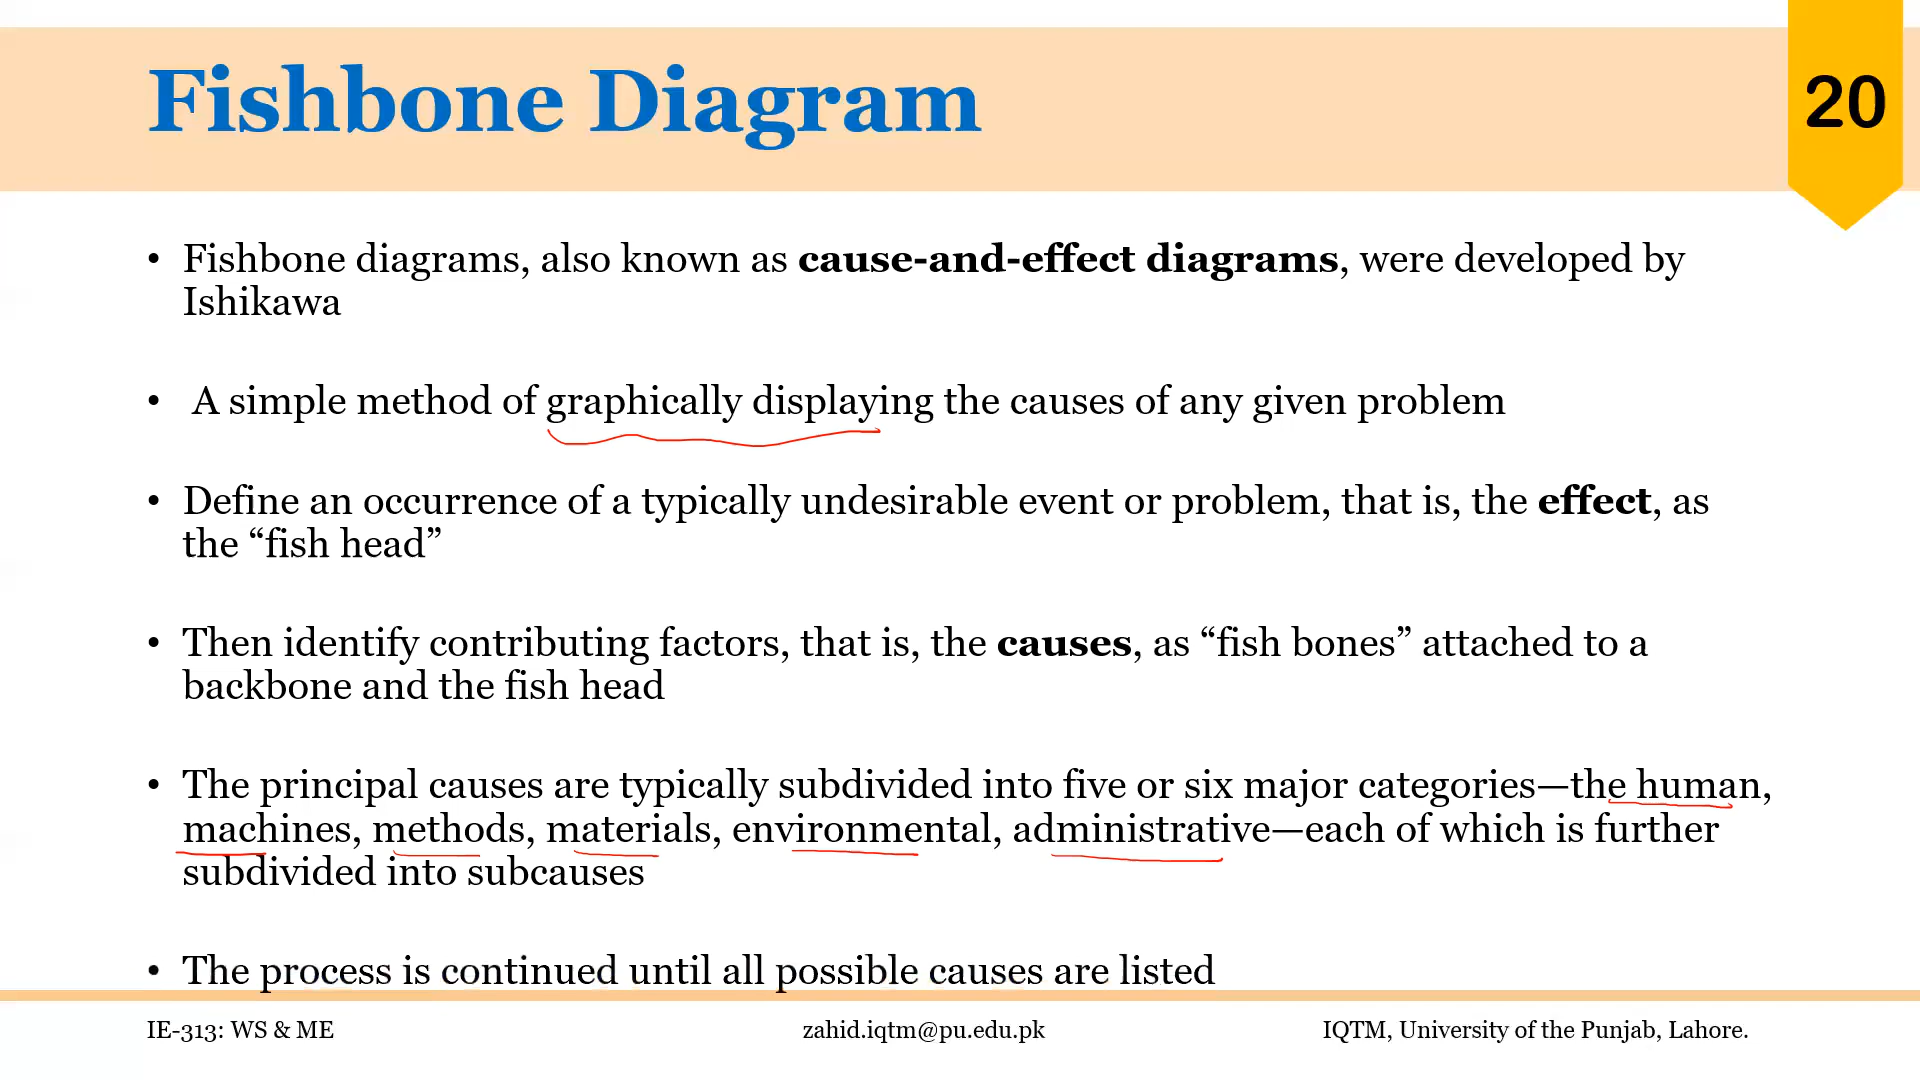 Fishbone Diagram
20
• Fishbone diagrams, also known as cause-and-effect diagrams, were developed by
Ishikawa
• A simple method of graphically displaying the causes of any given problem
• Define an occurrence of a typically undesirable event or problem, that is, the effect, as
the “fish head”
• Then identify contributing factors, that is, the causes, as “fish bones” attached to a
backbone and the fish head
• The principal causes are typically subdivided into five or six major categories—the human,
machines, methods, materials, environmental, administrative—each of which is further
subdivided into subcauses
• The process is continued until all possible causes are listed
IE-313: WS & ME
zahid.iqtm@pu.edu.pk
IQTM, University of the Punjab, Lahore.